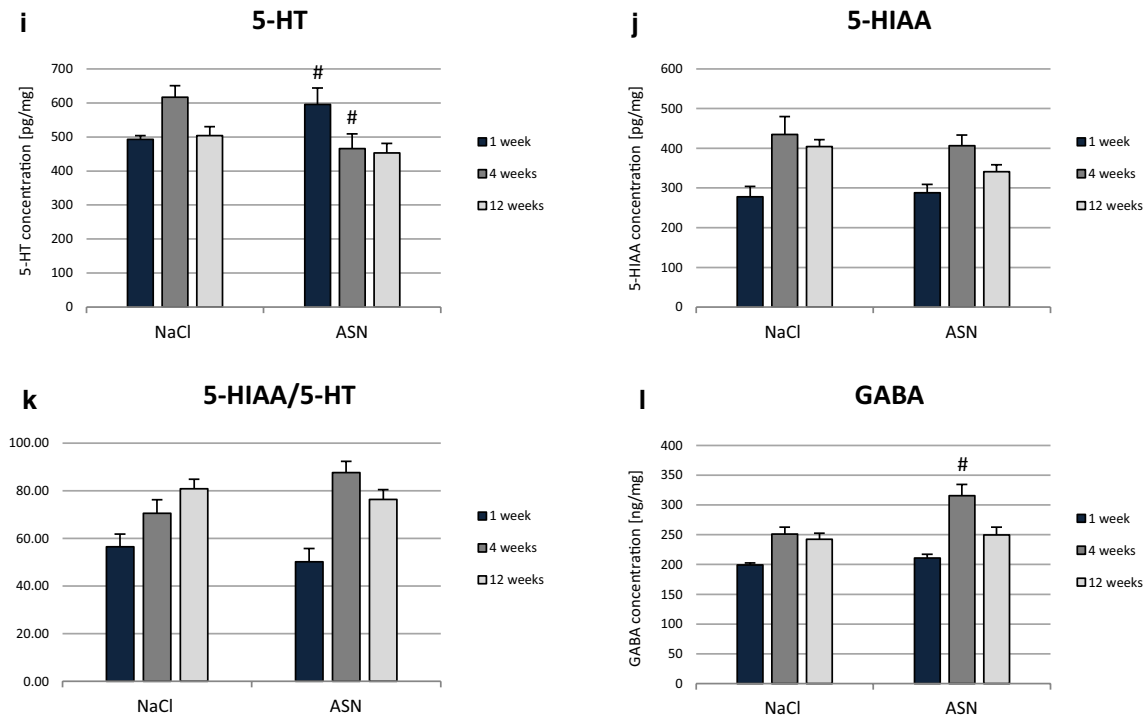 i
5-HT
5-HT concentration [pg/mg]
700
600
500
400
300
200
100
0
#
#
NaCl
ASN
1 week
4 weeks
12 weeks
j
5-HIAA
5-HIAA concentration [pg/mg]
600
500
400
300
200
100
0
NaCl
ASN
1 week
4 weeks
12 weeks
k
5-HIAA/5-HT
100.00
80.00
60.00
40.00
20.00
0.00
NaCl
ASN
1 week
4 weeks
12 weeks
l
GABA
GABA concentration [ng/mg]
400
350
300
250
200
150
100
50
0
#
NaCl
ASN
1 week
4 weeks
12 weeks